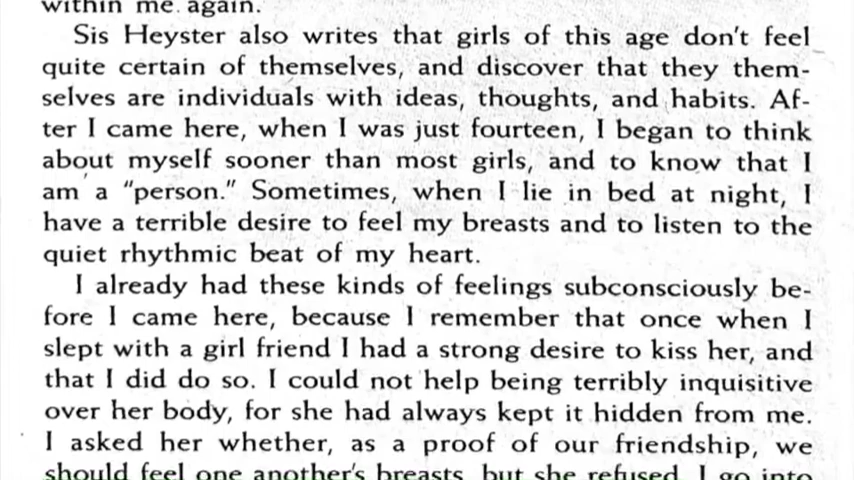 within me again.
Sis Heyster also writes that girls of this age don't feel
quite certain of themselves, and discover that they them-
selves are individuals with ideas, thoughts, and habits. Af-
ter I came here, when I was just fourteen, I began to think
about myself sooner than most girls, and to know that I
am a "person." Sometimes, when I lie in bed at night, I
have a terrible desire to feel my breasts and to listen to the
quiet rhythmic beat of my heart.
I already had these kinds of feelings subconsciously be-
fore I came here, because I remember that once when I
slept with a girl friend I had a strong desire to kiss her, and
that I did do so. I could not help being terribly inquisitive
over her body, for she had always kept it hidden from me.
I asked her whether, as a proof of our friendship, we
should feel one another's breasts, but she refused. I go into